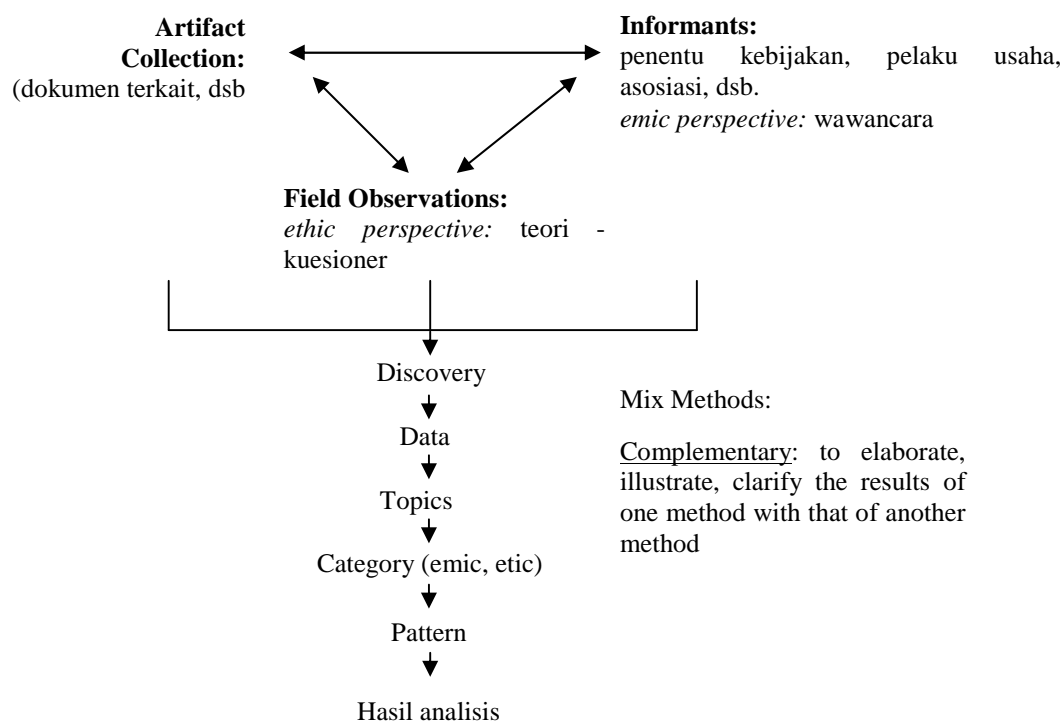 Artifact
Collection:
(dokumen terkait, dsb
Informants:
penentu kebijakan, pelaku usaha,
asosiasi, dsb.
emic perspective: wawancara
Field Observations:
ethic perspective: teori -
kuesioner
Discovery
Data
Topics
Category (emic, etic)
Pattern
Hasil analisis
Mix Methods:
Complementary: to elaborate,
illustrate, clarify the results of
one method with that of another
method